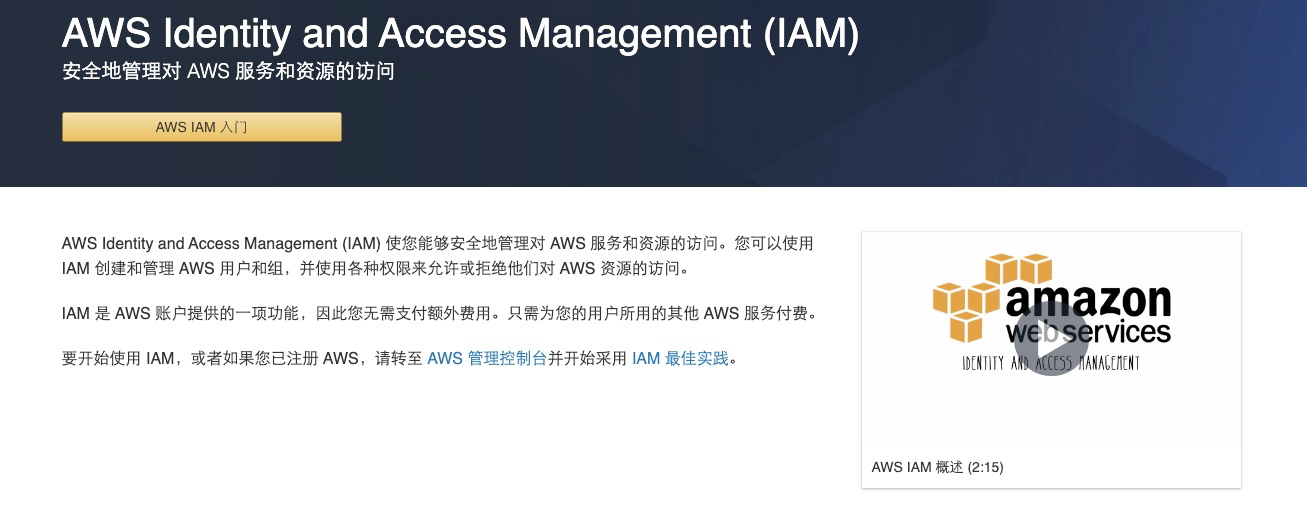 AWS Identity and Access Management (IAM)
安全地管理对 AWS 服务和资源的访问
AWS IAM 入门
AWS Identity and Access Management (IAM) 使您能够安全地管理对 AWS 服务和资源的访问。您可以使用
IAM 创建和管理 AWS 用户和组，并使用各种权限来允许或拒绝他们对 AWS 资源的访问。
IAM 是 AWS 账户提供的一项功能，因此您无需支付额外费用。只需为您的用户所用的其他 AWS 服务付费。
要开始使用 IAM，或者如果您已注册 AWS，请转至 AWS 管理控制台并开始采用 IAM 最佳实践。
amazon
webservices
IDENTITY AND ACCESS MANAGEMENT
AWS IAM 概述 (2:15)